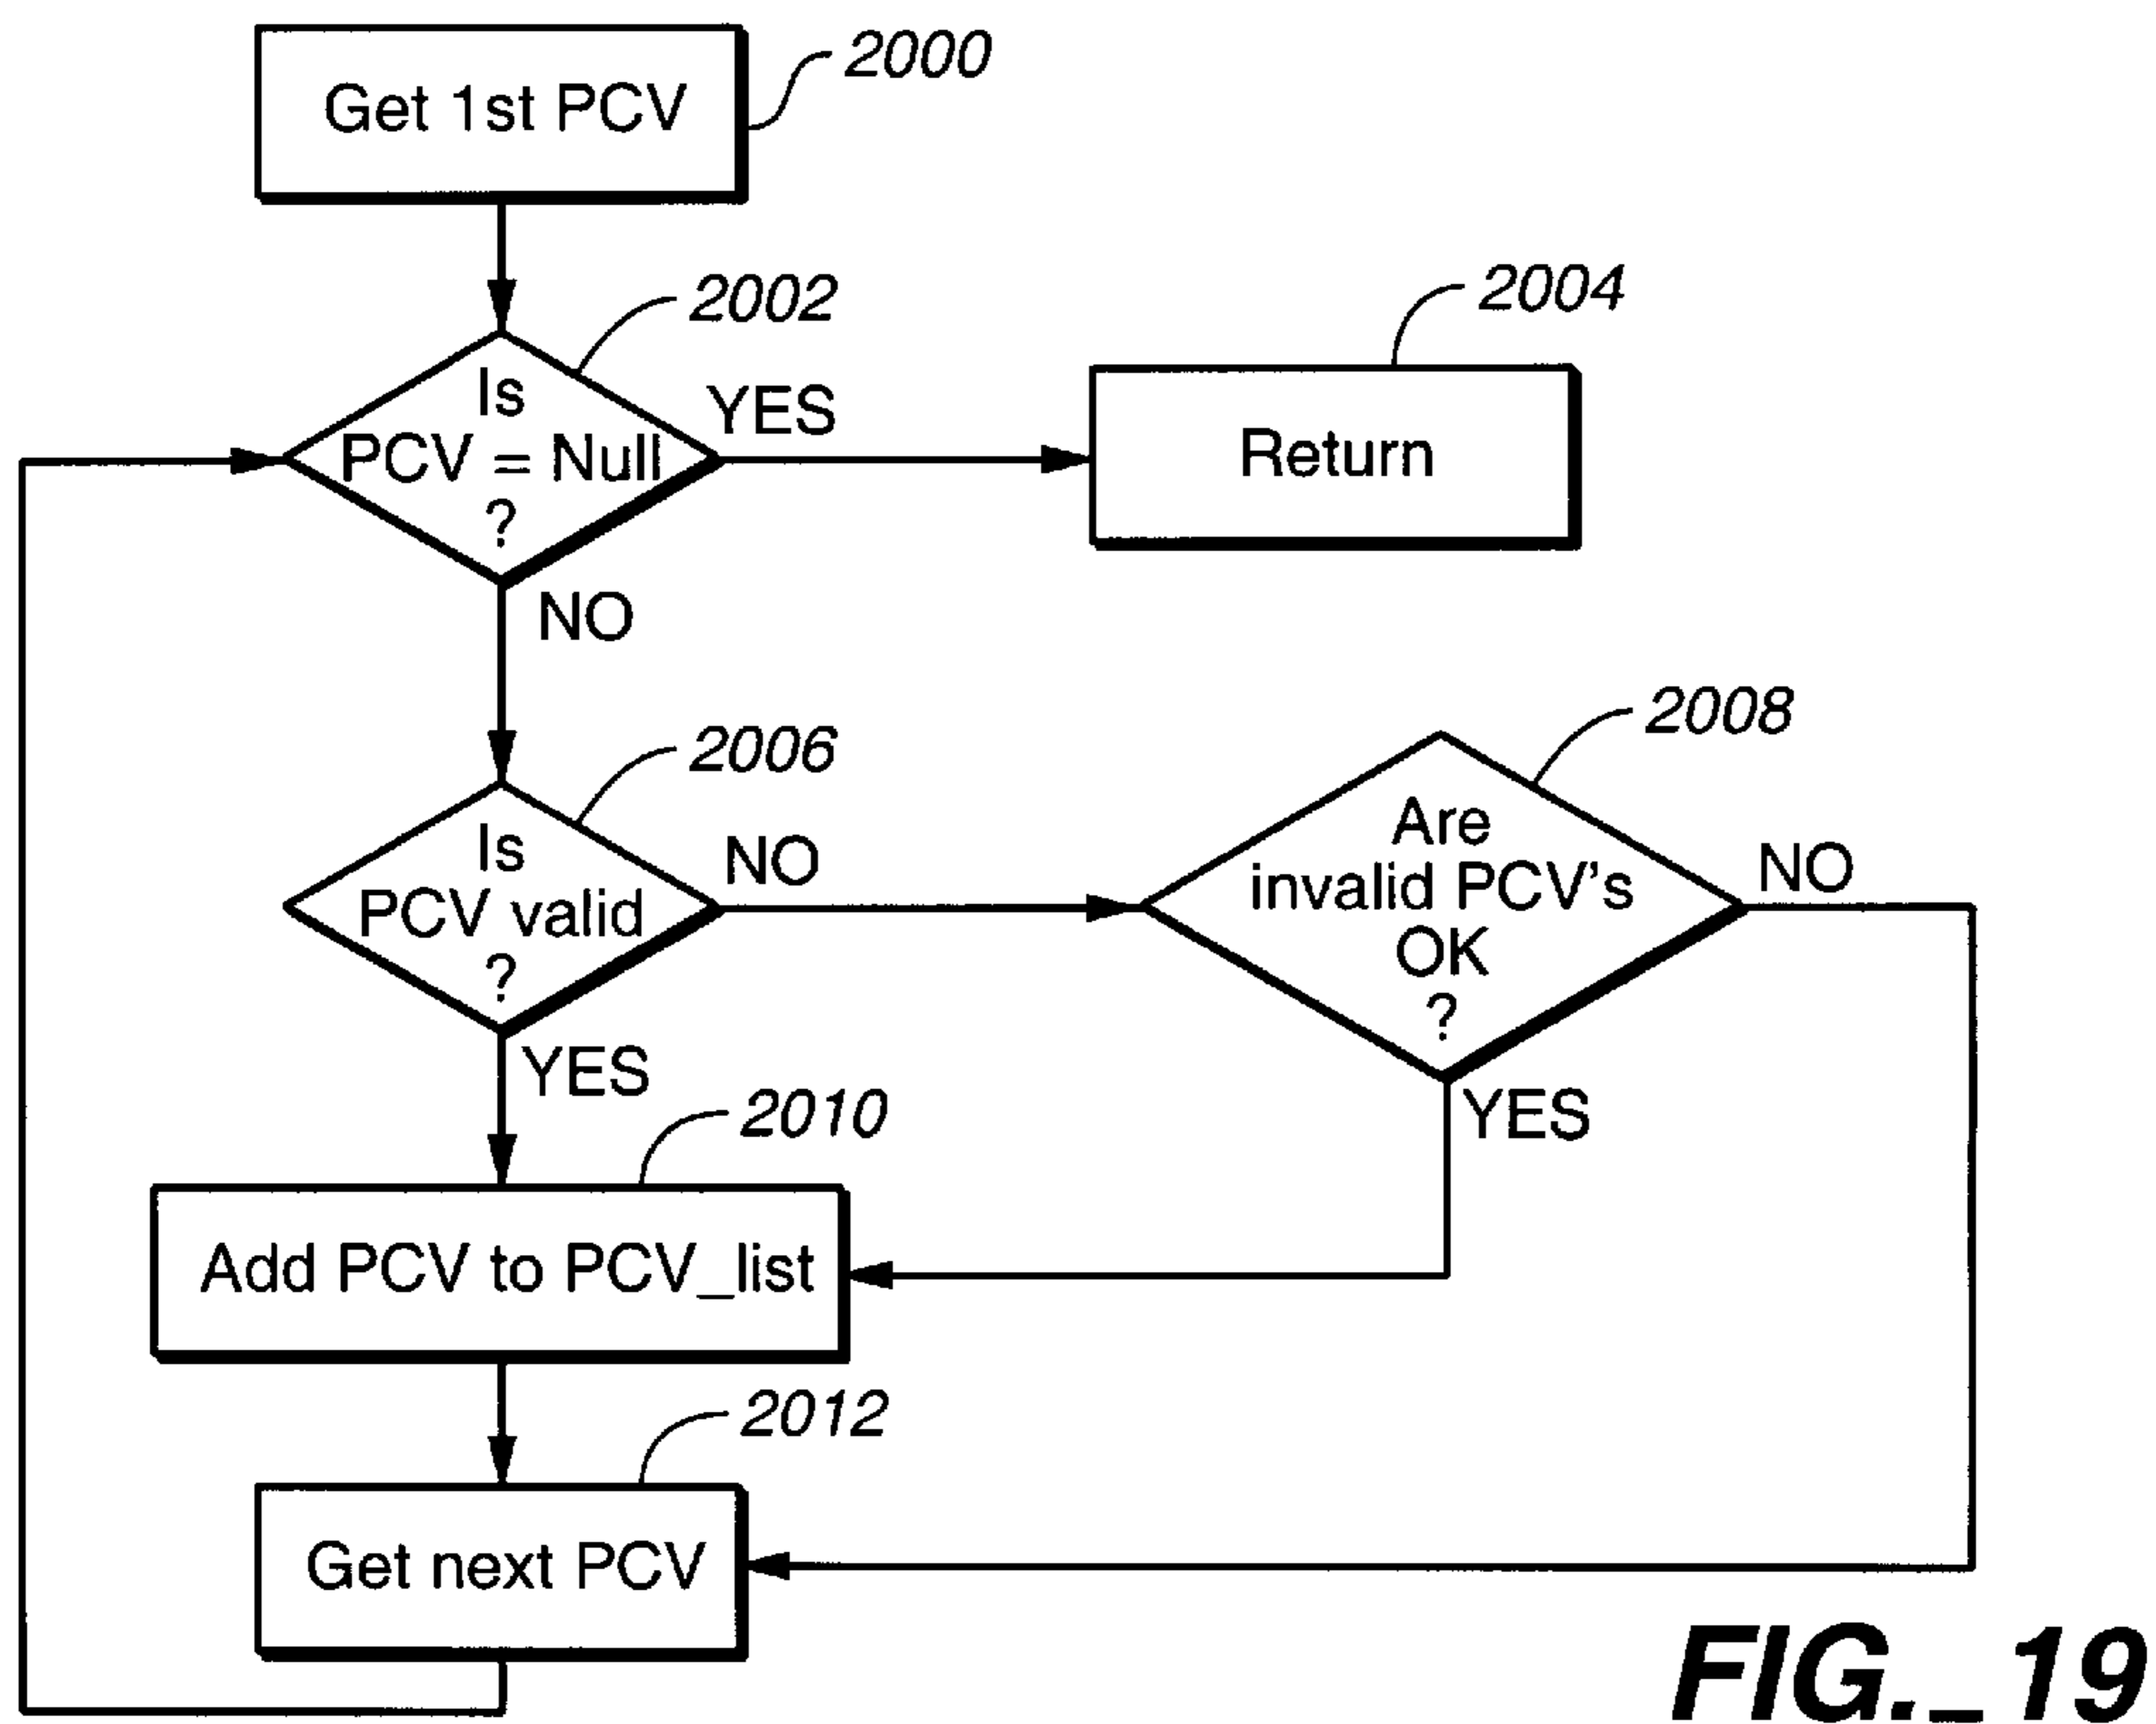 Get 1st PCV
2000
2002
2004
Is
PCV = Null
?
YES
Return
NO
2006
2008
Is
PCV valid
?
NO
Are
invalid PCV's
OK
?
NO
YES
YES
2010
Add PCV to PCV_list
2012
Get next PCV
FIG._19